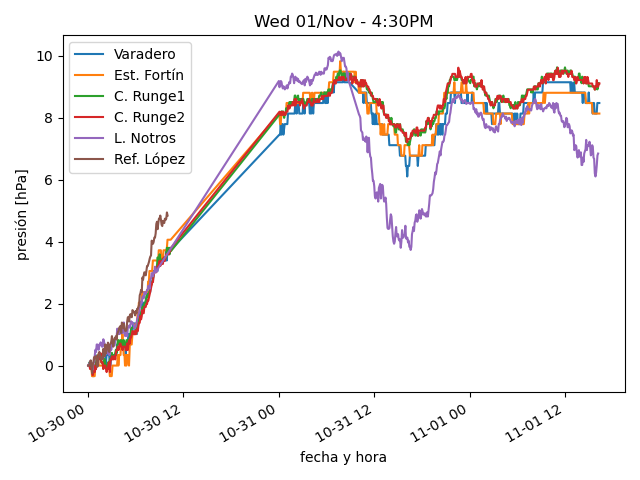 Wed 01/Nov - 4:30PM
presión [hPa]
10
8
6
4
2
0
Varadero
Est. Fortín
C. Runge1
C. Runge2
L. Notros
Ref. López
10-30 00
10-30 12
10-31 00
10-31 12
11-01 00
11-01 12
fecha y hora